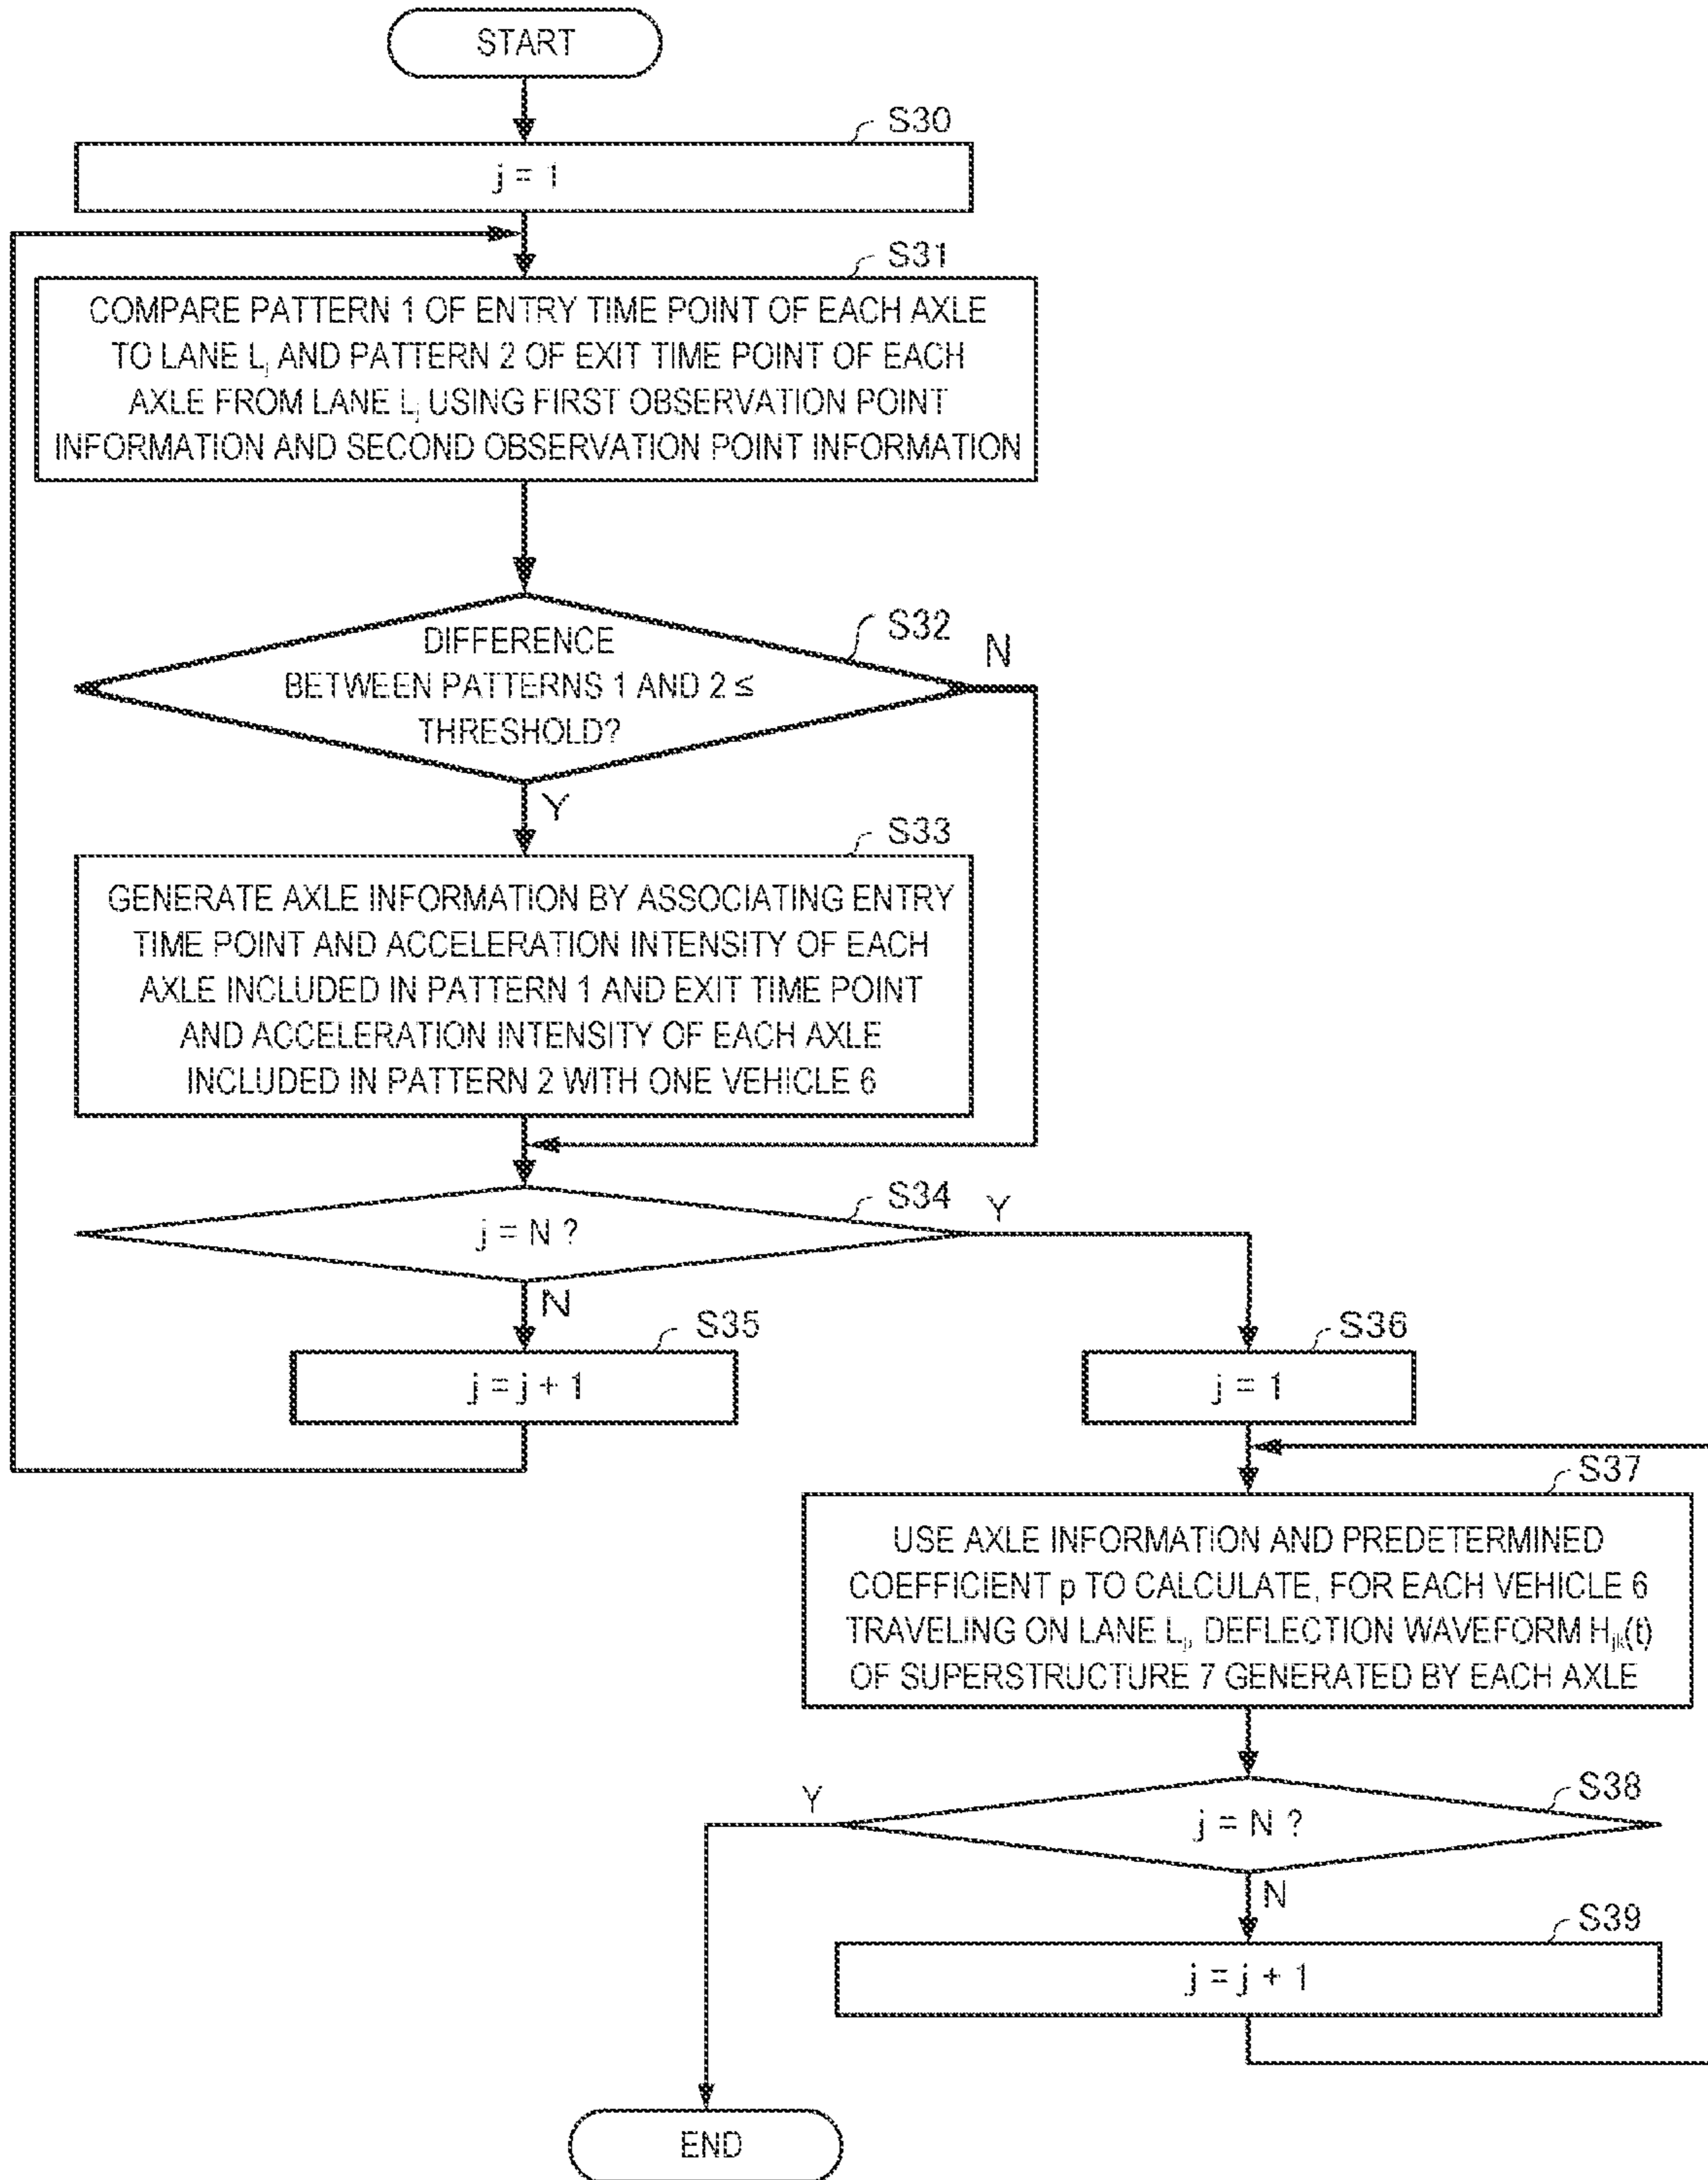 START
S30
j = 1
S31
COMPARE PATTERN 1 OF ENTRY TIME POINT OF EACH AXLE
TO LANE Lj AND PATTERN 2 OF EXIT TIME POINT OF EACH
AXLE FROM LANE Lj USING FIRST OBSERVATION POINT
INFORMATION AND SECOND OBSERVATION POINT INFORMATION
S32
DIFFERENCE
BETWEEN PATTERNS 1 AND 2 ≤
THRESHOLD?
N
Y
S33
GENERATE AXLE INFORMATION BY ASSOCIATING ENTRY
TIME POINT AND ACCELERATION INTENSITY OF EACH
AXLE INCLUDED IN PATTERN 1 AND EXIT TIME POINT
AND ACCELERATION INTENSITY OF EACH AXLE
INCLUDED IN PATTERN 2 WITH ONE VEHICLE 6
S34
j = N ?
Y
N
S35
j = j + 1
S36
j = 1
S37
USE AXLE INFORMATION AND PREDETERMINED
COEFFICIENT p TO CALCULATE, FOR EACH VEHICLE 6
TRAVELING ON LANE Lj, DEFLECTION WAVEFORM Hjk(t)
OF SUPERSTRUCTURE 7 GENERATED BY EACH AXLE
S38
j = N ?
Y
N
S39
j = j + 1
END